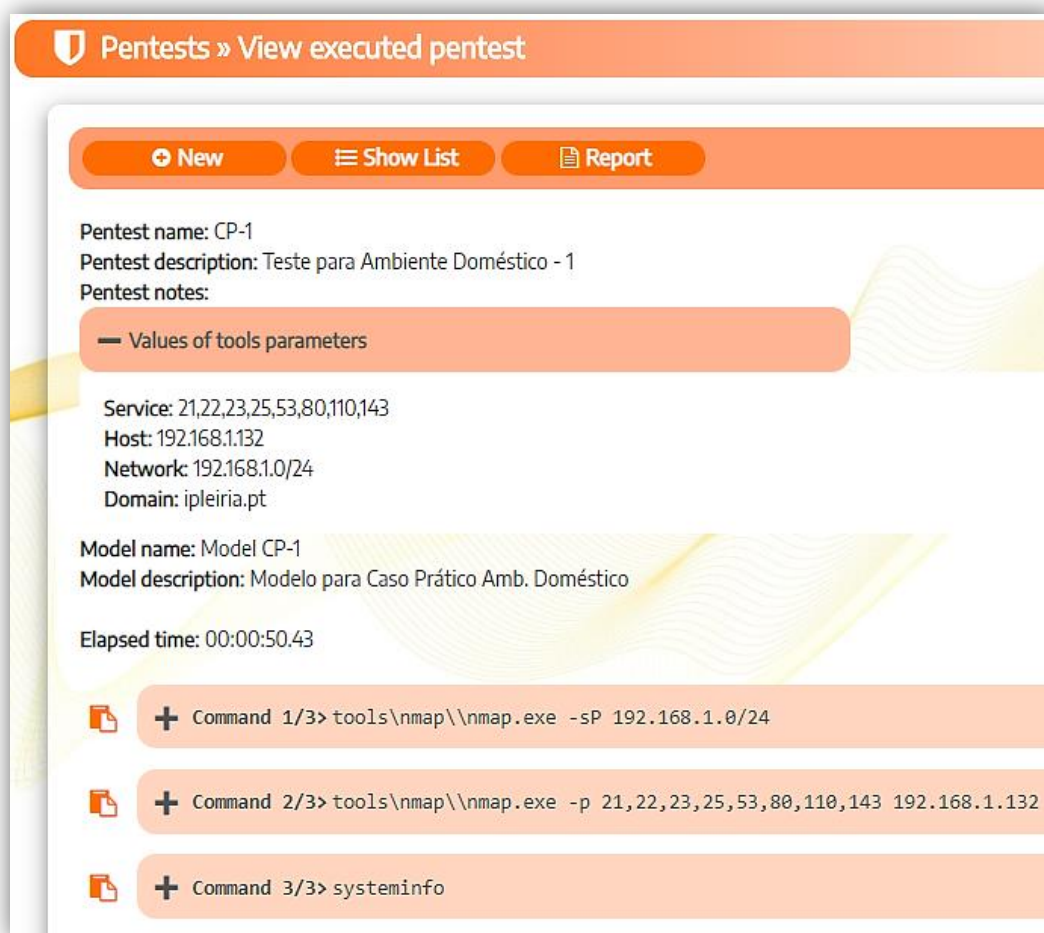 Pentests » View executed pentest
New Show List Report
Pentest name: CP-1
Pentest description: Teste para Ambiente Doméstico - 1
Pentest notes:
Values of tools parameters
Service: 21,22,23,25,53,80,110,143
Host: 192.168.1.132
Network: 192.168.1.0/24
Domain: ipleiria.pt
Model name: Model CP-1
Model description: Modelo para Caso Prático Amb. Doméstico
Elapsed time: 00:00:50.43
Command 1/3> tools\nmap\\nmap.exe -sP 192.168.1.0/24
Command 2/3> tools\nmap\\nmap.exe -p 21,22,23,25,53,80,110,143 192.168.1.132
Command 3/3> systeminfo